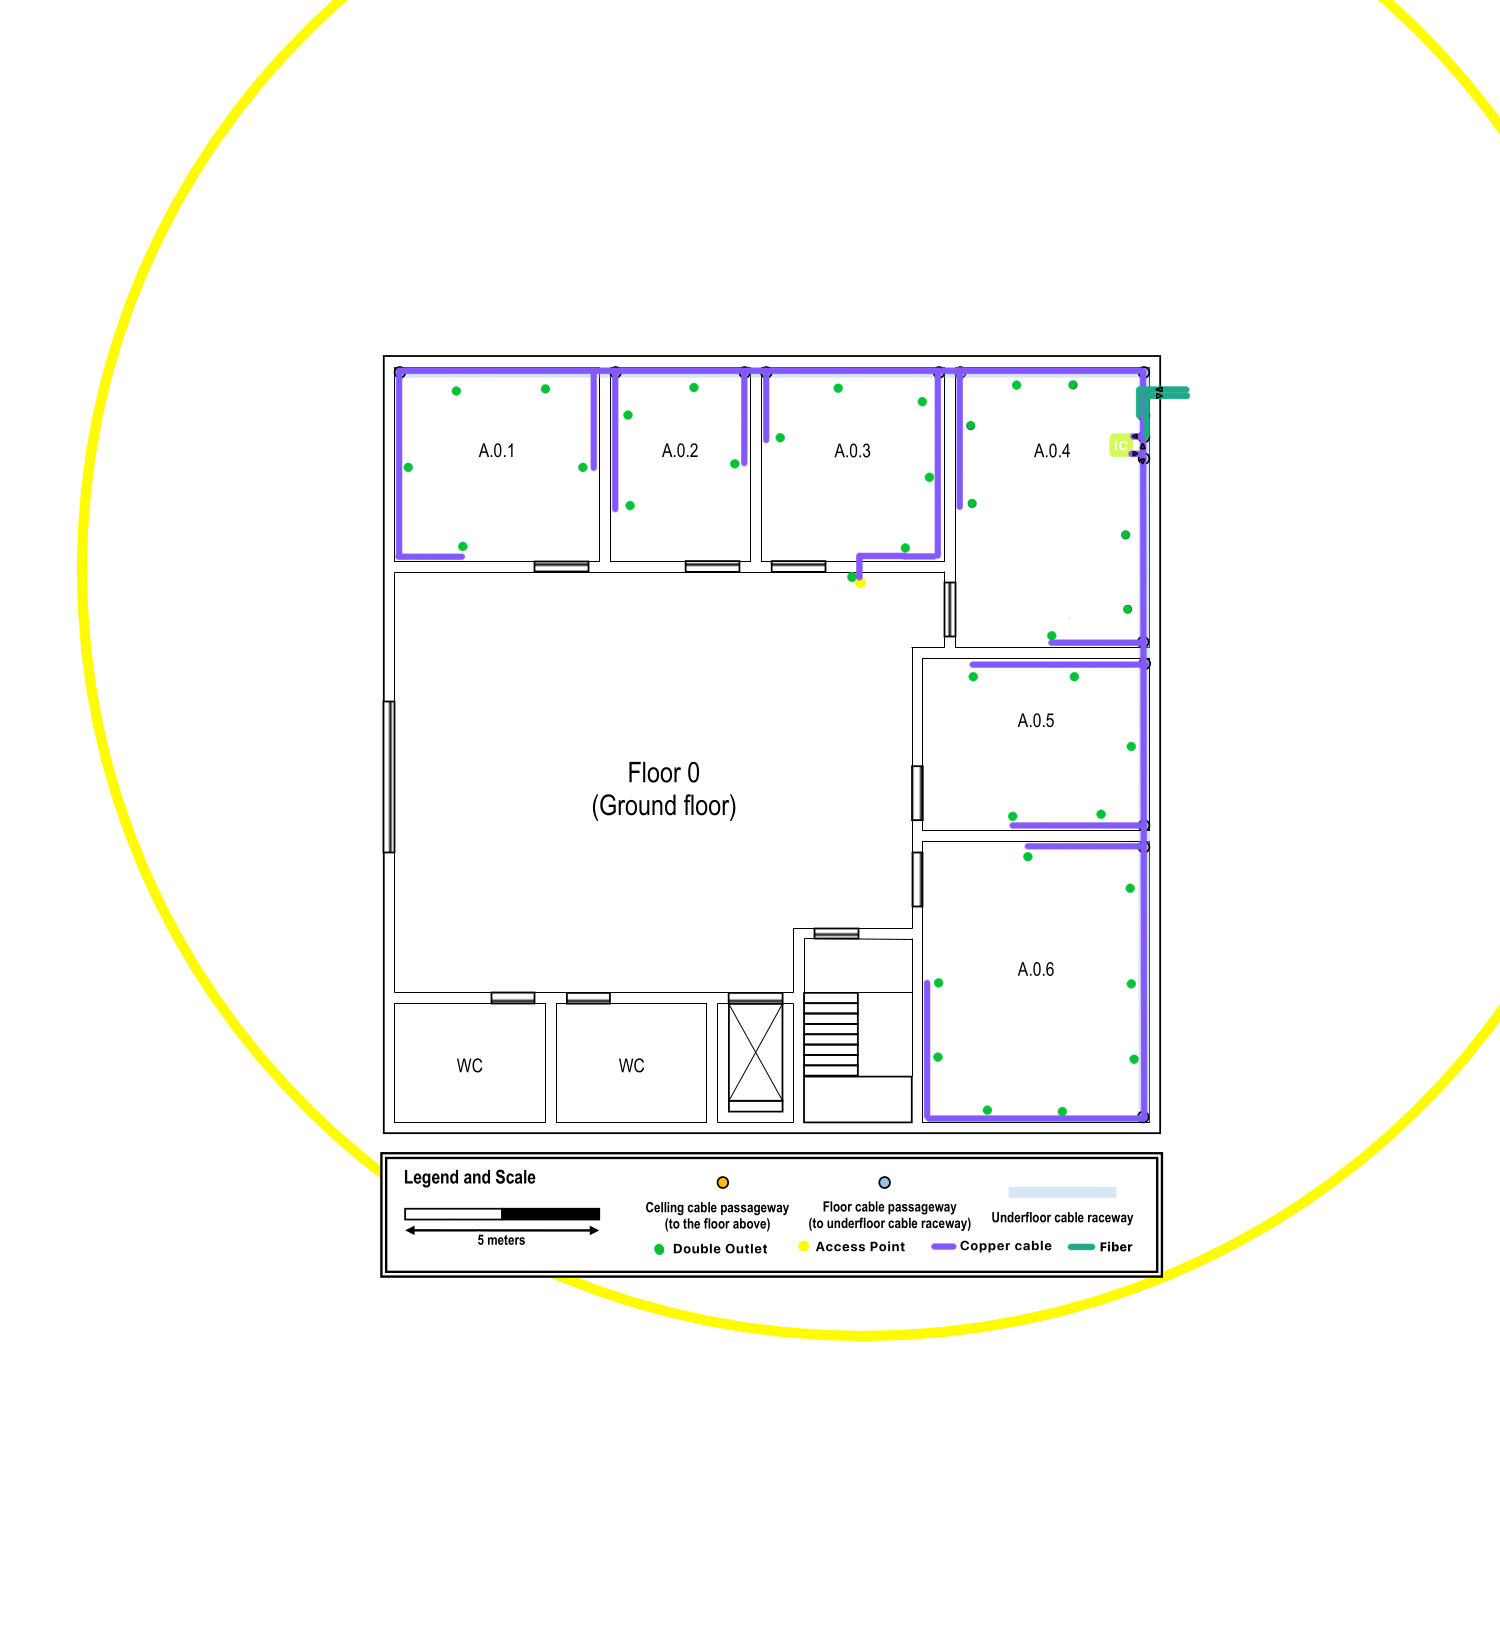 A.0.1
A.0.2
A.0.3
A.0.4
IC
A.0.5
Floor 0
(Ground floor)
A.0.6
WC
WC
Legend and Scale
5 meters
Celling cable passageway
(to the floor above)
Floor cable passageway
(to underfloor cable raceway)
Underfloor cable raceway
Double Outlet
Access Point
Copper cable
Fiber